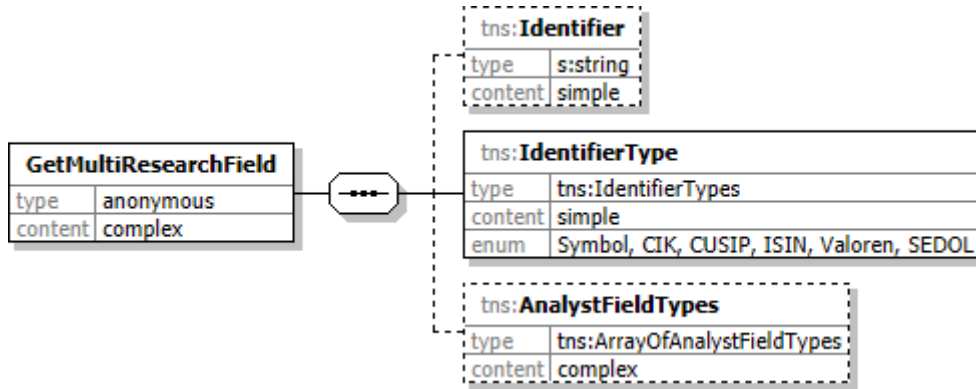 tns:Identifier
type s:string
content simple
GetMultiResearchField
type anonymous
content complex
tns:IdentifierType
type tns:IdentifierTypes
content simple
enum Symbol, CIK, CUSIP, ISIN, Valoren, SEDOL
tns:AnalystFieldTypes
type tns:ArrayOfAnalystFieldTypes
content complex